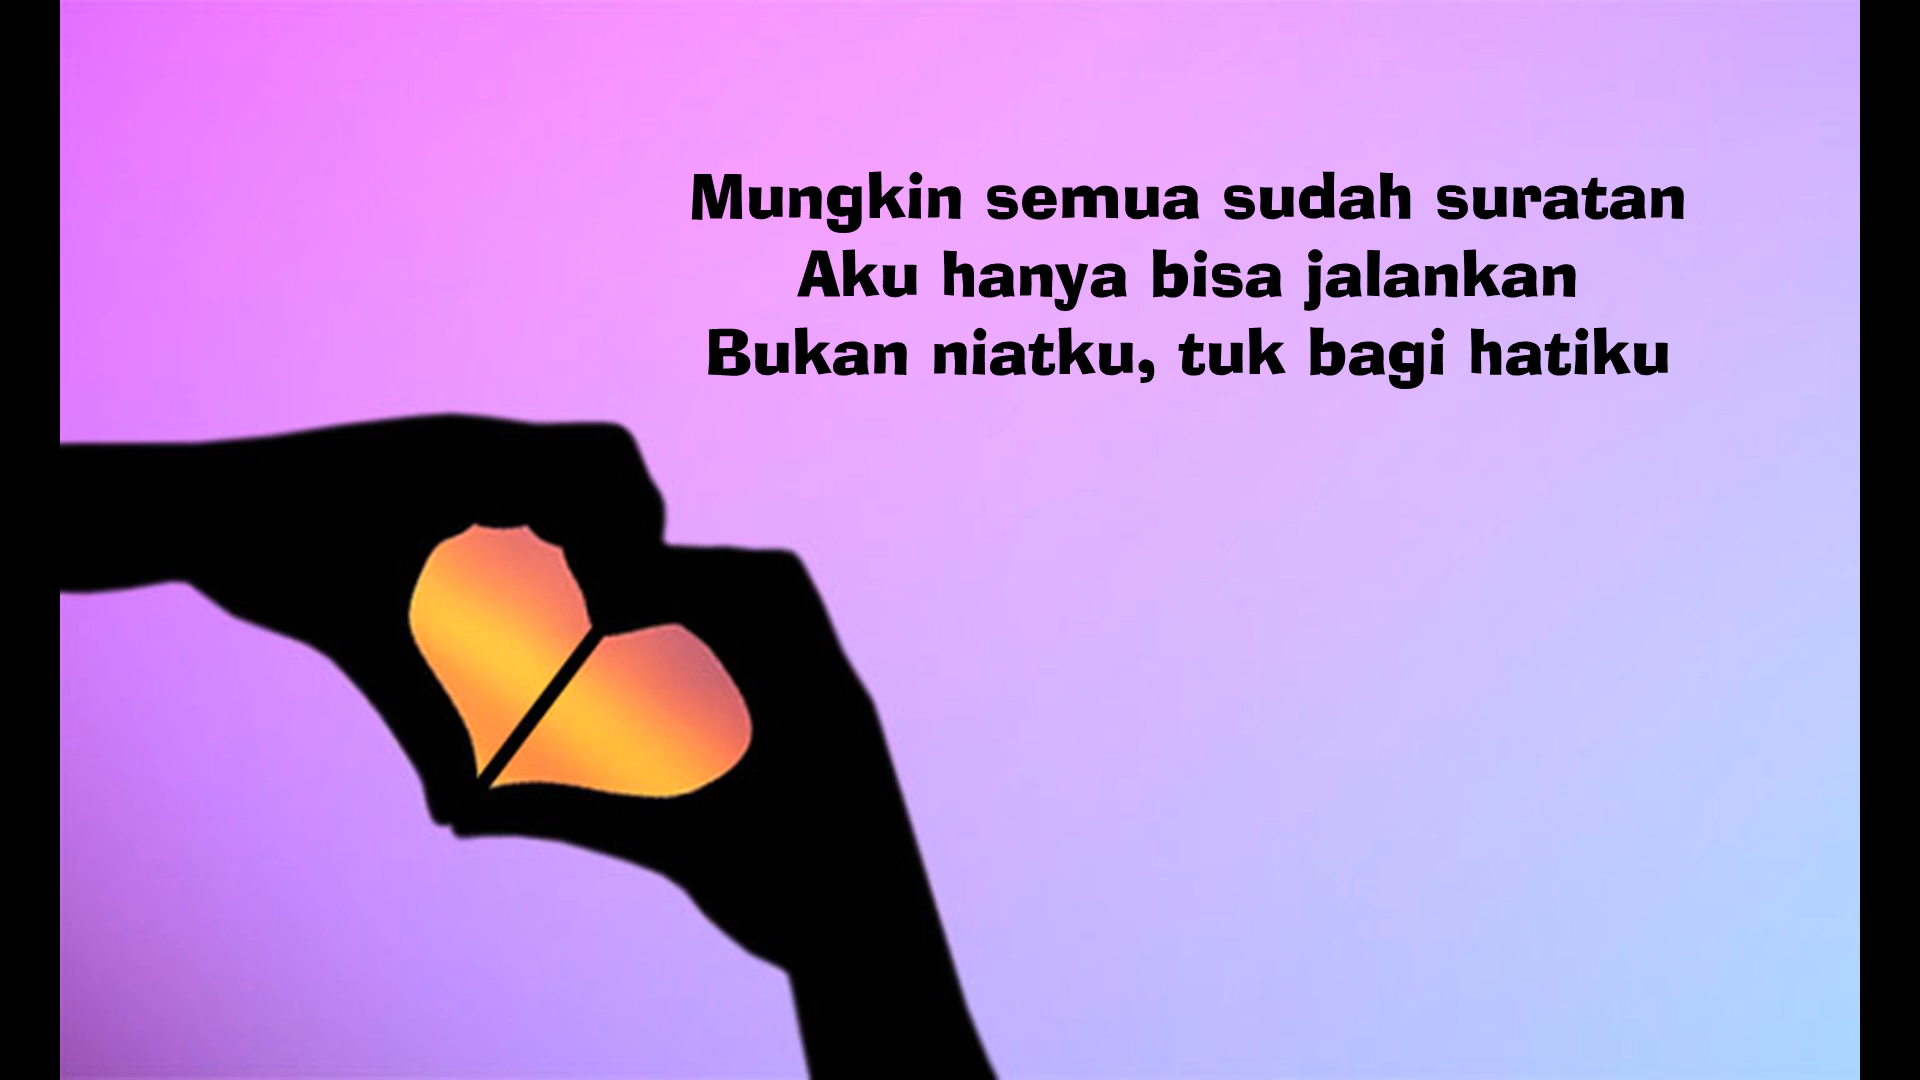 Mungkin semua sudah suratan
Aku hanya bisa jalankan
Bukan niatku, tuk bagi hatiku